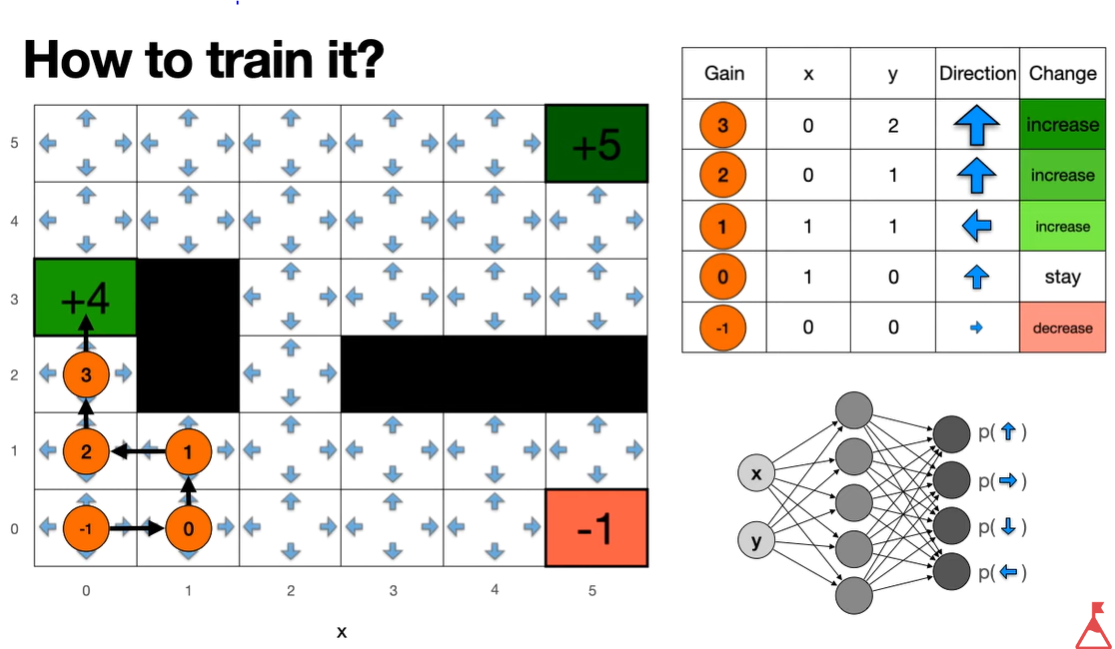 How to train it?
5
+5
4
3
+4
2
3
1
2
1
0
-1
0
-1
0
1
2
3
4
5
x
Gain
x
y
Direction
Change
3
0
2
increase
2
0
1
increase
1
1
1
increase
0
1
0
stay
-1
0
0
decrease
x
y
p( )
p( )
p( )
p( )